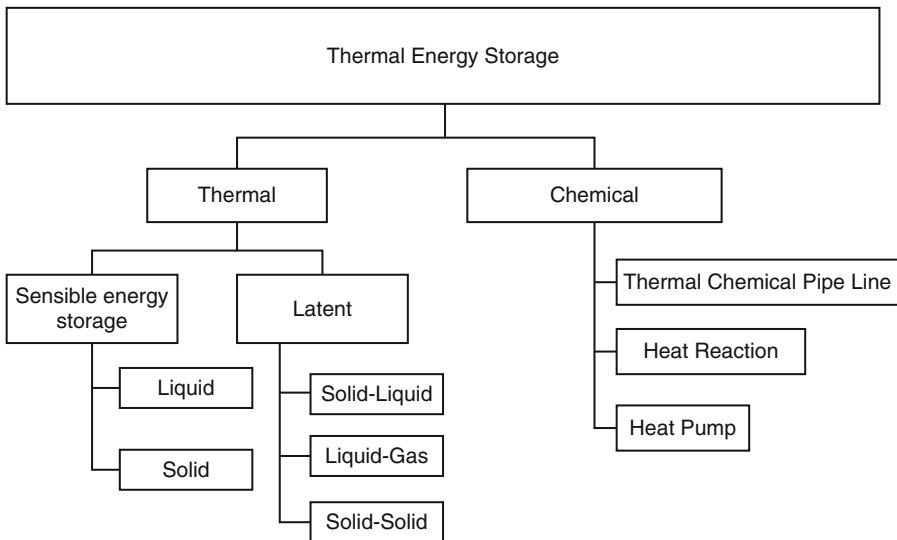 Thermal Energy Storage
Thermal
Chemical
Sensible energy
storage
Latent
Thermal Chemical Pipe Line
Heat Reaction
Heat Pump
Liquid
Solid
Solid-Liquid
Liquid-Gas
Solid-Solid